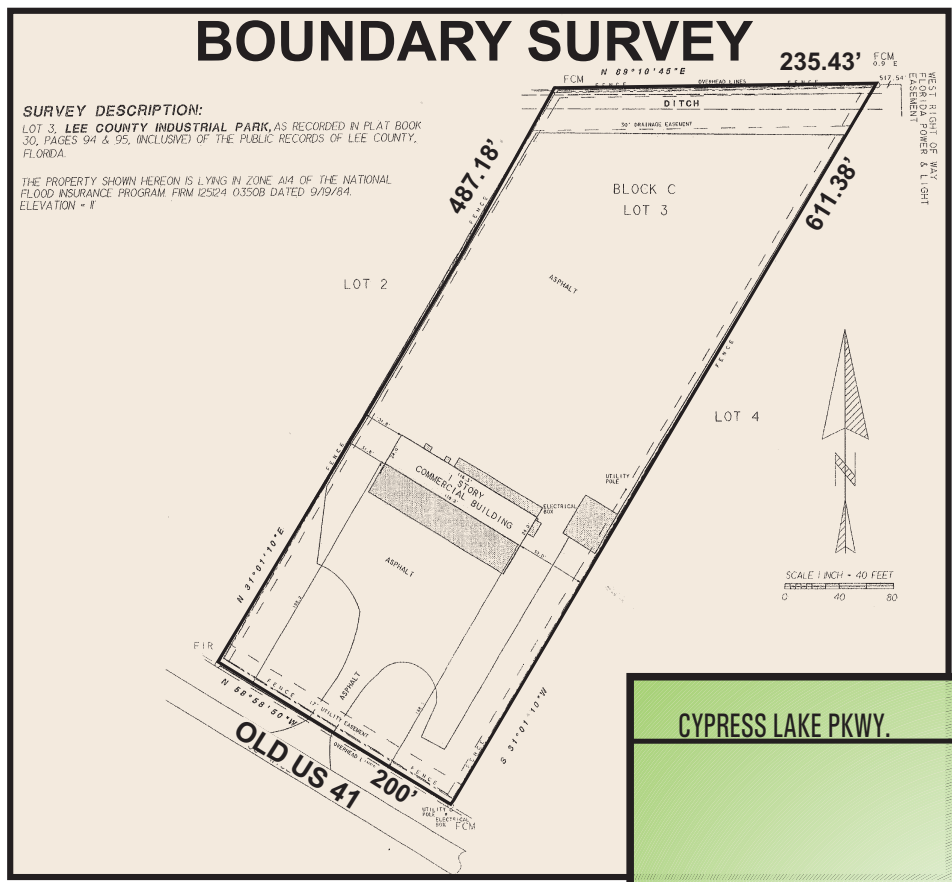 BOUNDARY SURVEY
235.43’
FCM
0.9 E
N 89°10'45"E
FCM
OVERHEAD LINES
FENCE
FENCE
517.54'
WEST RIGHT OF WAY
FLORIDA POWER & LIGHT
EASEMENT
DITCH
30' DRAINAGE EASEMENT
SURVEY DESCRIPTION:
LOT 3, LEE COUNTY INDUSTRIAL PARK, AS RECORDED IN PLAT BOOK
30, PAGES 94 & 95, (INCLUSIVE) OF THE PUBLIC RECORDS OF LEE COUNTY,
FLORIDA.
THE PROPERTY SHOWN HEREON IS LYING IN ZONE A14 OF THE NATIONAL
FLOOD INSURANCE PROGRAM. FIRM 125124 0350B DATED 9/19/84.
ELEVATION = 11'
487.18’
611.38’
FENCE
BLOCK C
LOT 3
LOT 2
ASPHALT
FENCE
LOT 4
FENCE
1 STORY
COMMERCIAL BUILDING
UTILITY
POLE
ELECTRICAL
BOX
ASPHALT
N 31°01'10"E
SCALE 1 INCH = 40 FEET
0 40 80
FIR
N 58°58'50"W
FENCE
ASPHALT
17' UTILITY EASEMENT
S 31°01'10"W
OVERHEAD LINES
FENCE
FENCE
OLD US 41
200’
UTILITY
POLE
ELECTRICAL
BOX
FCM
CYPRESS LAKE PKWY.